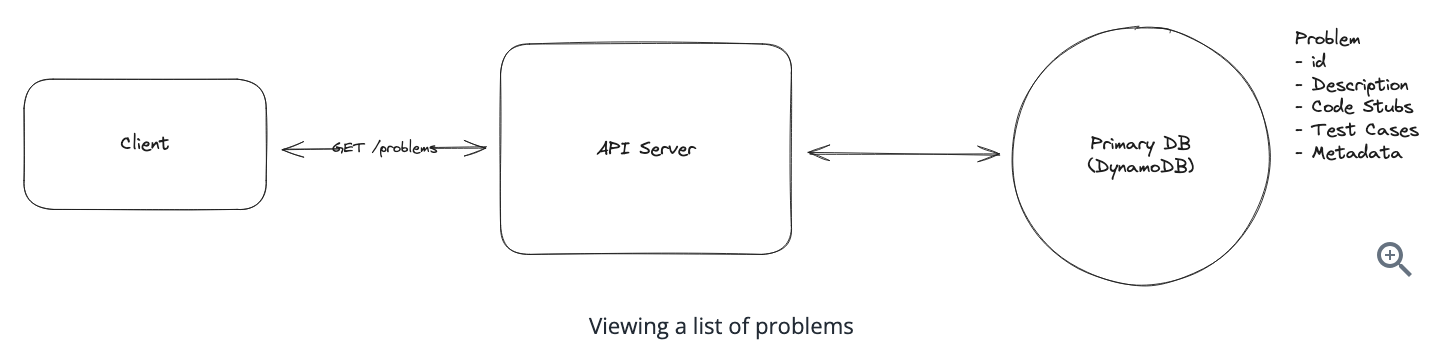 Client
GET /problems
API Server
Primary DB
(DynamoDB)
Problem
- id
- Description
- Code Stubs
- Test Cases
- Metadata
Viewing a list of problems